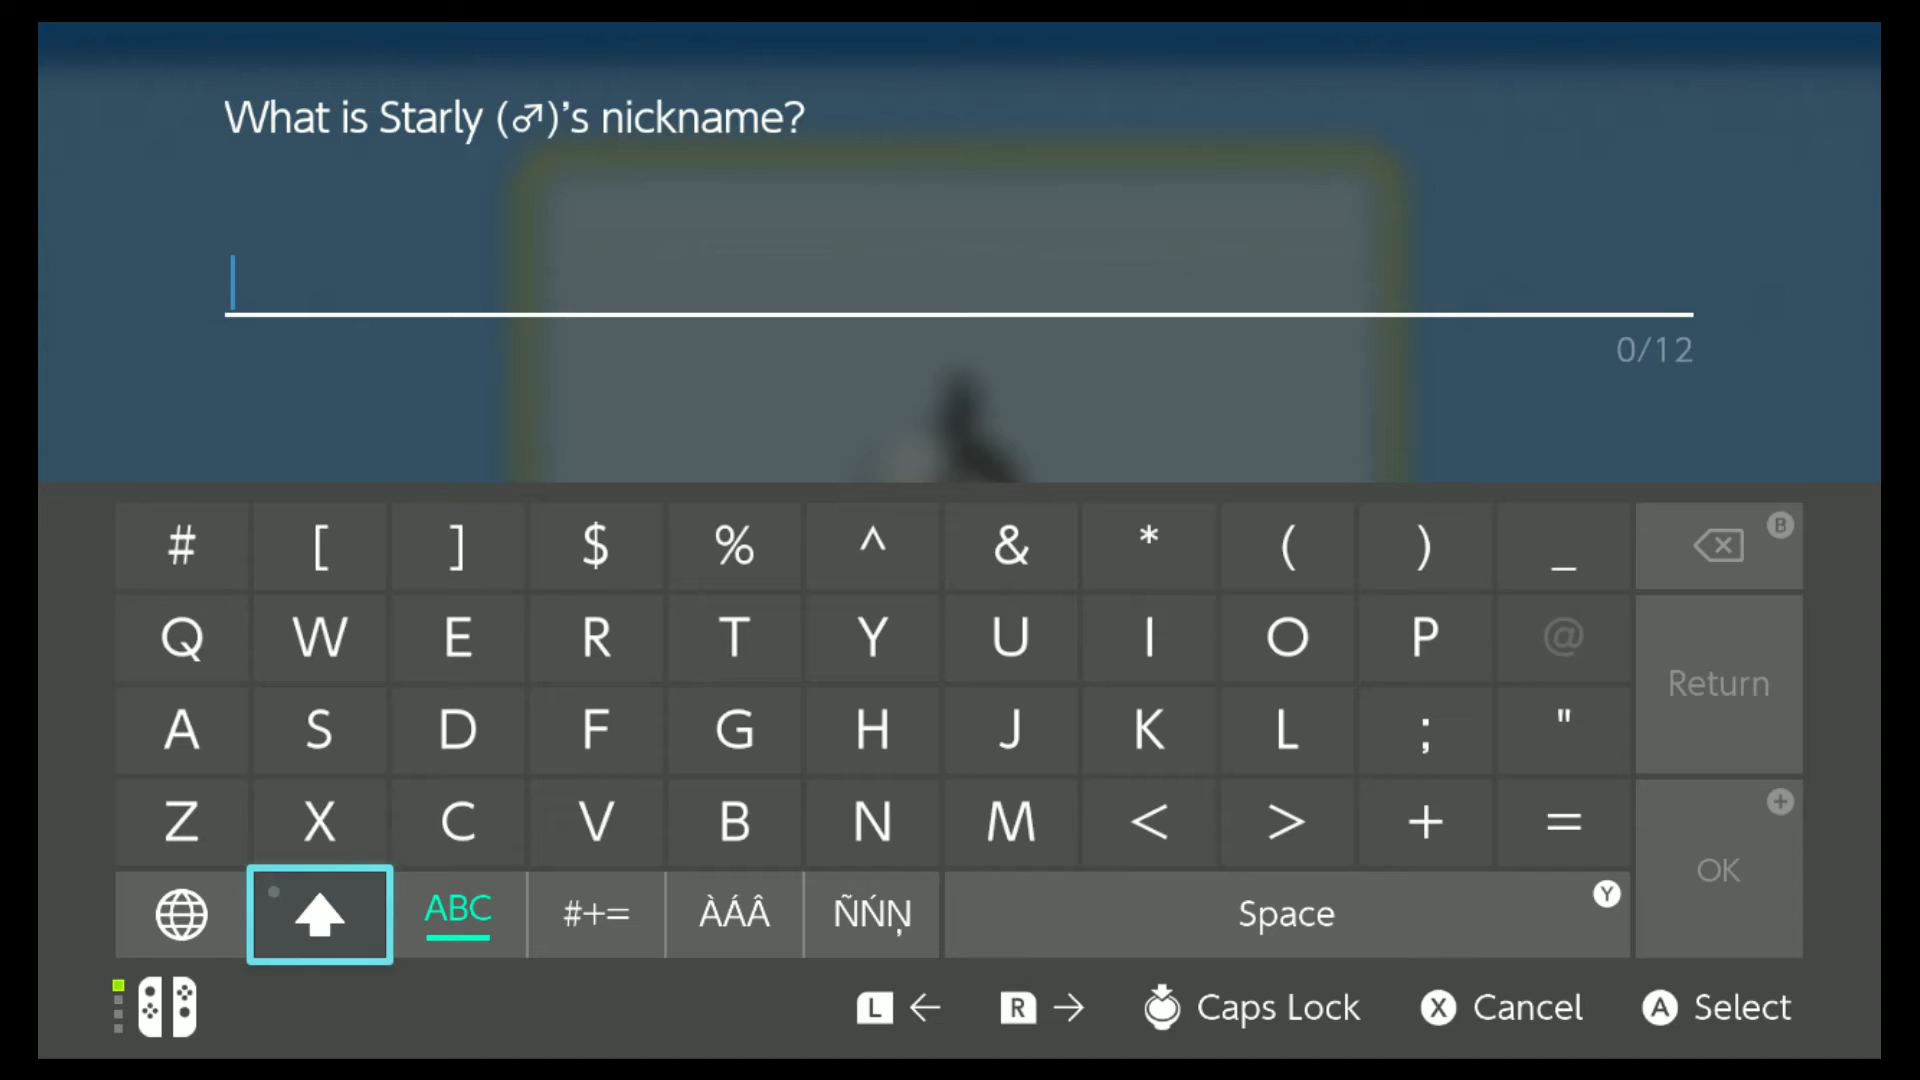 What is Starly (♂)’s nickname?
0/12
# [ ] $ % ^ & * ( ) _ B
Q W E R T Y U I O P @
Return
A S D F G H J K L ; "
Z X C V B N M < > + = +
OK
ABC #+= ÀÁÂ ÑŃŅ Space Y
L ← R → Caps Lock X Cancel A Select